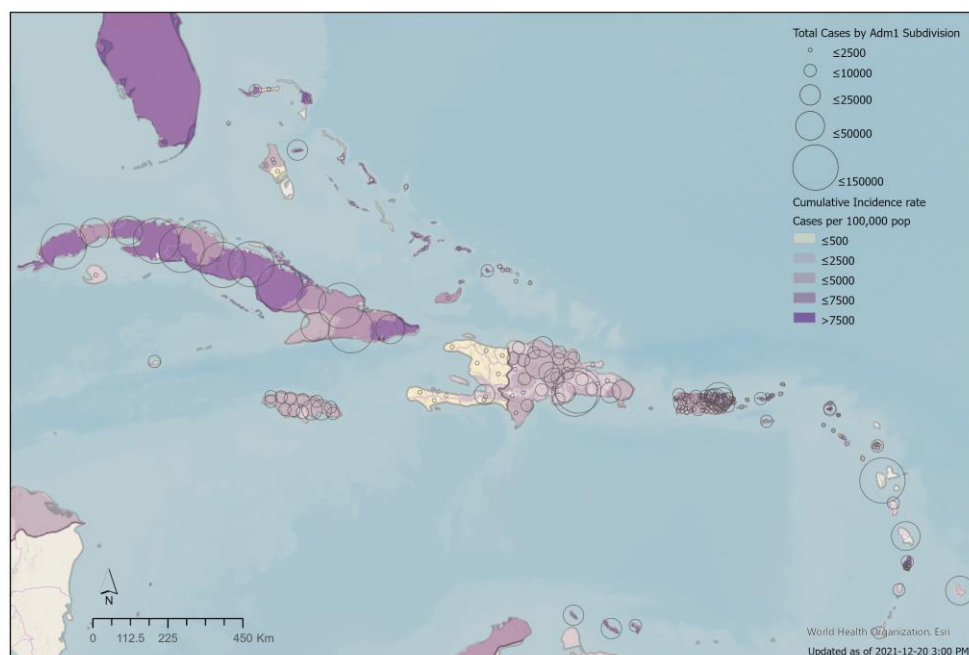 Total Cases by Adm1 Subdivision
≤2500
≤10000
≤25000
≤50000
≤150000
Cumulative Incidence rate
Cases per 100,000 pop
≤500
≤2500
≤5000
≤7500
>7500
N
0 112.5 225 450 Km
World Health Organization, Esri
Updated as of 2021-12-20 3:00 PM